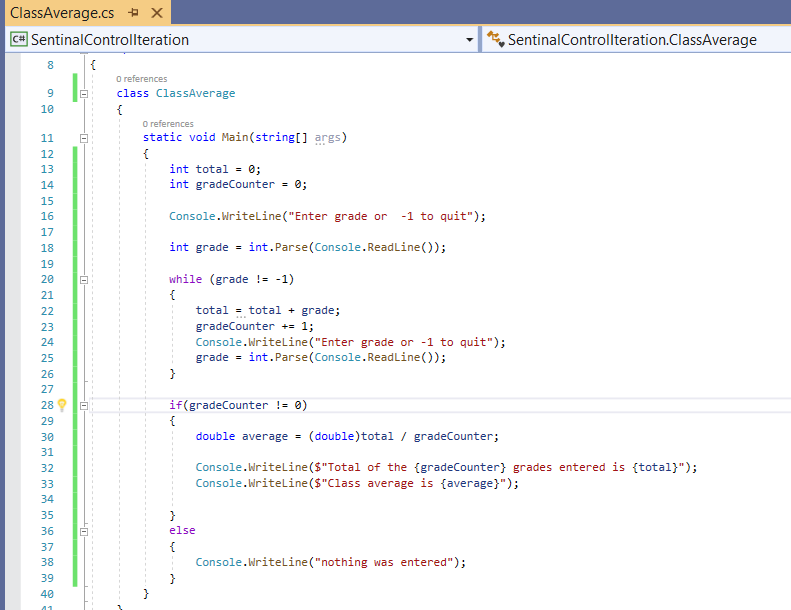 ClassAverage.cs
C# SentinalControlIteration SentinalControlIteration.ClassAverage
8 {
0 references
9 class ClassAverage
10 {
0 references
11 static void Main(string[] args)
12 {
13 int total = 0;
14 int gradeCounter = 0;
15
16 Console.WriteLine("Enter grade or  -1 to quit");
17
18 int grade = int.Parse(Console.ReadLine());
19
20 while (grade != -1)
21 {
22 total = total + grade;
23 gradeCounter += 1;
24 Console.WriteLine("Enter grade or -1 to quit");
25 grade = int.Parse(Console.ReadLine());
26 }
27
28 if(gradeCounter != 0)
29 {
30 double average = (double)total / gradeCounter;
31
32 Console.WriteLine($"Total of the {gradeCounter} grades entered is {total}");
33 Console.WriteLine($"Class average is {average}");
34
35 }
36 else
37 {
38 Console.WriteLine("nothing was entered");
39 }
40 }
41 }